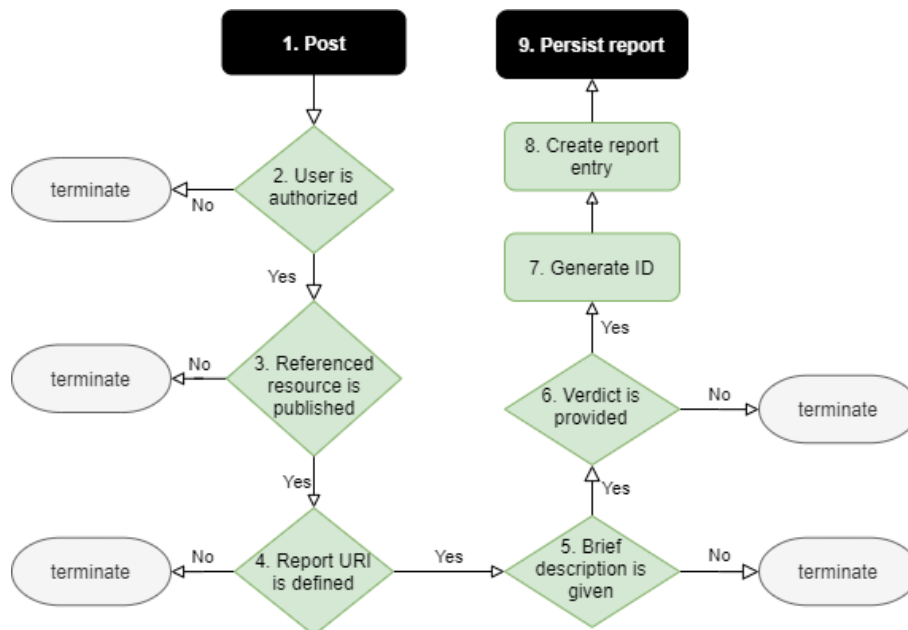 1. Post
9. Persist report
8. Create report
entry
2. User is
authorized
terminate
No
7. Generate ID
Yes
Yes
3. Referenced
resource is
published
terminate
No
6. Verdict is
provided
No
terminate
Yes
Yes
4. Report URI
is defined
terminate
No
Yes
5. Brief
description is
given
No
terminate